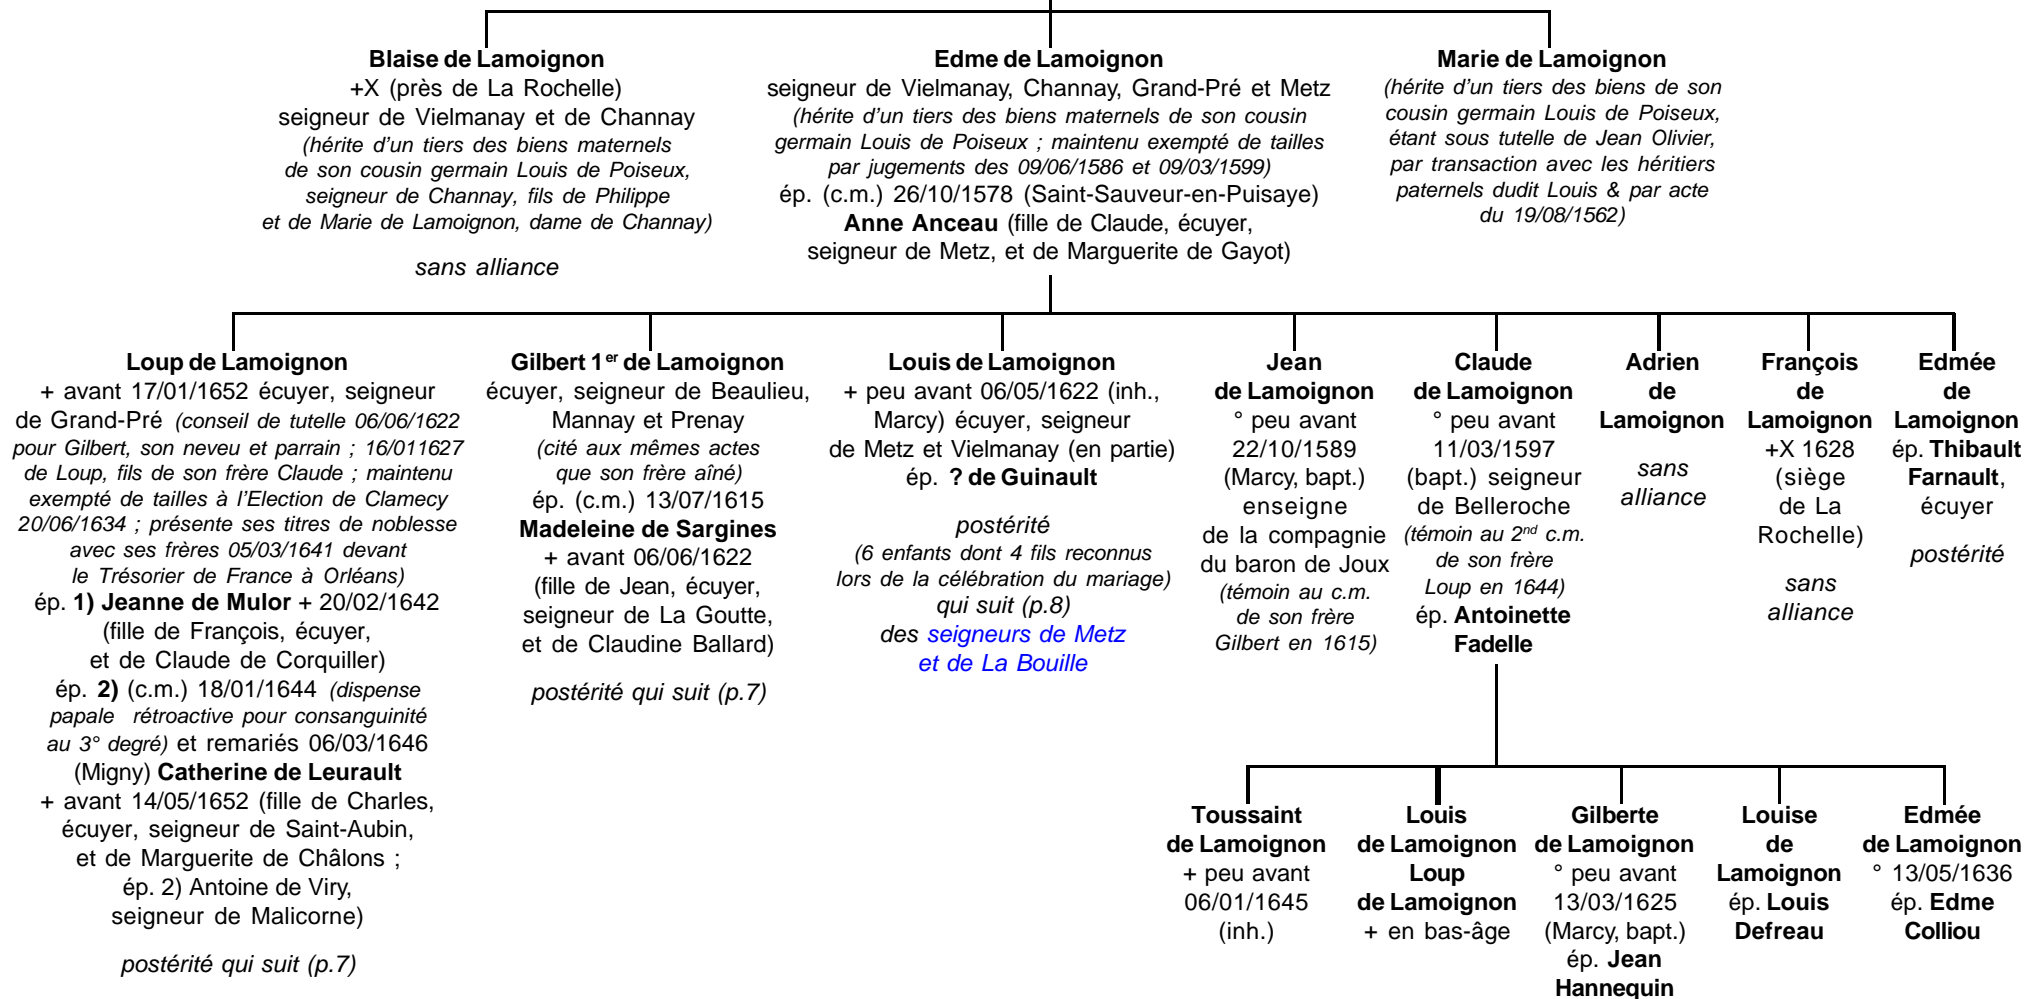 Blaise de Lamoignon
+X (près de La Rochelle)
seigneur de Vielmanay et de Channay
(hérite d'un tiers des biens maternels
de son cousin germain Louis de Poiseux,
seigneur de Channay, fils de Philippe
et de Marie de Lamoignon, dame de Channay)
sans alliance
Edme de Lamoignon
seigneur de Vielmanay, Channay, Grand-Pré et Metz
(hérite d'un tiers des biens maternels de son cousin
germain Louis de Poiseux ; maintenu exempté de tailles
par jugements des 09/06/1586 et 09/03/1599)
ép. (c.m.) 26/10/1578 (Saint-Sauveur-en-Puisaye)
Anne Anceau (fille de Claude, écuyer,
seigneur de Metz, et de Marguerite de Gayot)
Marie de Lamoignon
(hérite d'un tiers des biens de son
cousin germain Louis de Poiseux,
étant sous tutelle de Jean Olivier,
par transaction avec les héritiers
paternels dudit Louis & par acte
du 19/08/1562)
Loup de Lamoignon
+ avant 17/01/1652 écuyer, seigneur
de Grand-Pré (conseil de tutelle 06/06/1622
pour Gilbert, son neveu et parrain ; 16/011627
de Loup, fils de son frère Claude ; maintenu
exempté de tailles à l'Election de Clamecy
20/06/1634 ; présente ses titres de noblesse
avec ses frères 05/03/1641 devant
le Trésorier de France à Orléans)
ép. 1) Jeanne de Mulor + 20/02/1642
(fille de François, écuyer,
et de Claude de Corquiller)
ép. 2) (c.m.) 18/01/1644 (dispense
papale rétroactive pour consanguinité
au 3° degré) et remariés 06/03/1646
(Migny) Catherine de Leurault
+ avant 14/05/1652 (fille de Charles,
écuyer, seigneur de Saint-Aubin,
et de Marguerite de Châlons ;
ép. 2) Antoine de Viry,
seigneur de Malicorne)
postérité qui suit (p.7)
Gilbert 1er de Lamoignon
écuyer, seigneur de Beaulieu,
Mannay et Prenay
(cité aux mêmes actes
que son frère aîné)
ép. (c.m.) 13/07/1615
Madeleine de Sargines
+ avant 06/06/1622
(fille de Jean, écuyer,
seigneur de La Goutte,
et de Claudine Ballard)
postérité qui suit (p.7)
Louis de Lamoignon
+ peu avant 06/05/1622 (inh.,
Marcy) écuyer, seigneur
de Metz et Vielmanay (en partie)
ép. ? de Guinault
postérité
(6 enfants dont 4 fils reconnus
lors de la célébration du mariage)
qui suit (p.8)
des seigneurs de Metz
et de La Bouille
Jean
de Lamoignon
° peu avant
22/10/1589
(Marcy, bapt.)
enseigne
de la compagnie
du baron de Joux
(témoin au c.m.
de son frère
Gilbert en 1615)
Claude
de Lamoignon
° peu avant
11/03/1597
(bapt.) seigneur
de Belleroche
(témoin au 2nd c.m.
de son frère
Loup en 1644)
ép. Antoinette
Fadelle
Adrien
de
Lamoignon
sans
alliance
François
de
Lamoignon
+X 1628
(siège
de La
Rochelle)
sans
alliance
Edmée
de
Lamoignon
ép. Thibault
Farnault,
écuyer
postérité
Toussaint
de Lamoignon
+ peu avant
06/01/1645
(inh.)
Louis
de Lamoignon
Loup
de Lamoignon
+ en bas-âge
Gilberte
de Lamoignon
° peu avant
13/03/1625
(Marcy, bapt.)
ép. Jean
Hannequin
Louise
de
Lamoignon
ép. Louis
Defreau
Edmée
de Lamoignon
° 13/05/1636
ép. Edme
Colliou